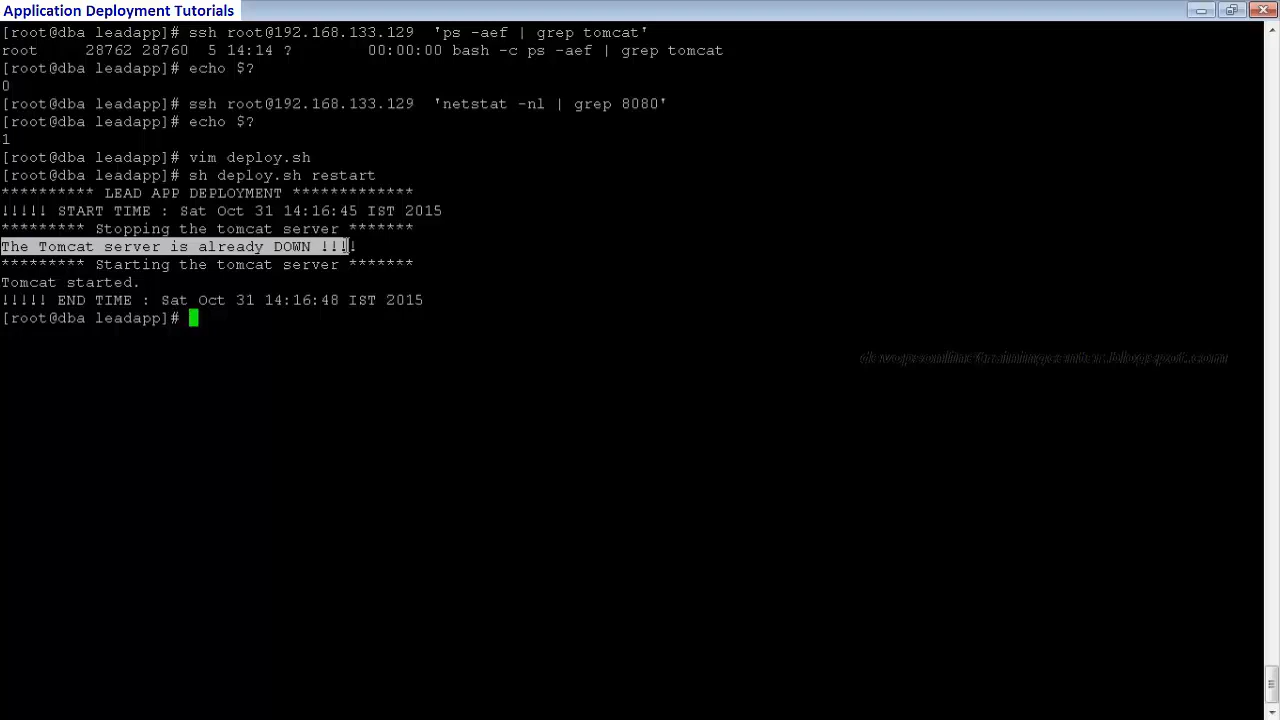 Application Deployment Tutorials
[root@dba leadapp]# ssh root@192.168.133.129  'ps -aef | grep tomcat'
root     28762 28760  5 14:14 ?        00:00:00 bash -c ps -aef | grep tomcat
[root@dba leadapp]# echo $?
0
[root@dba leadapp]# ssh root@192.168.133.129  'netstat -nl | grep 8080'
[root@dba leadapp]# echo $?
1
[root@dba leadapp]# vim deploy.sh
[root@dba leadapp]# sh deploy.sh restart
********** LEAD APP DEPLOYMENT *************
!!!!! START TIME : Sat Oct 31 14:16:45 IST 2015
********* Stopping the tomcat server *******
The Tomcat server is already DOWN !!!!
********* Starting the tomcat server *******
Tomcat started.
!!!!! END TIME : Sat Oct 31 14:16:48 IST 2015
[root@dba leadapp]#
devopsonlinetrainingcenter.blogspot.com